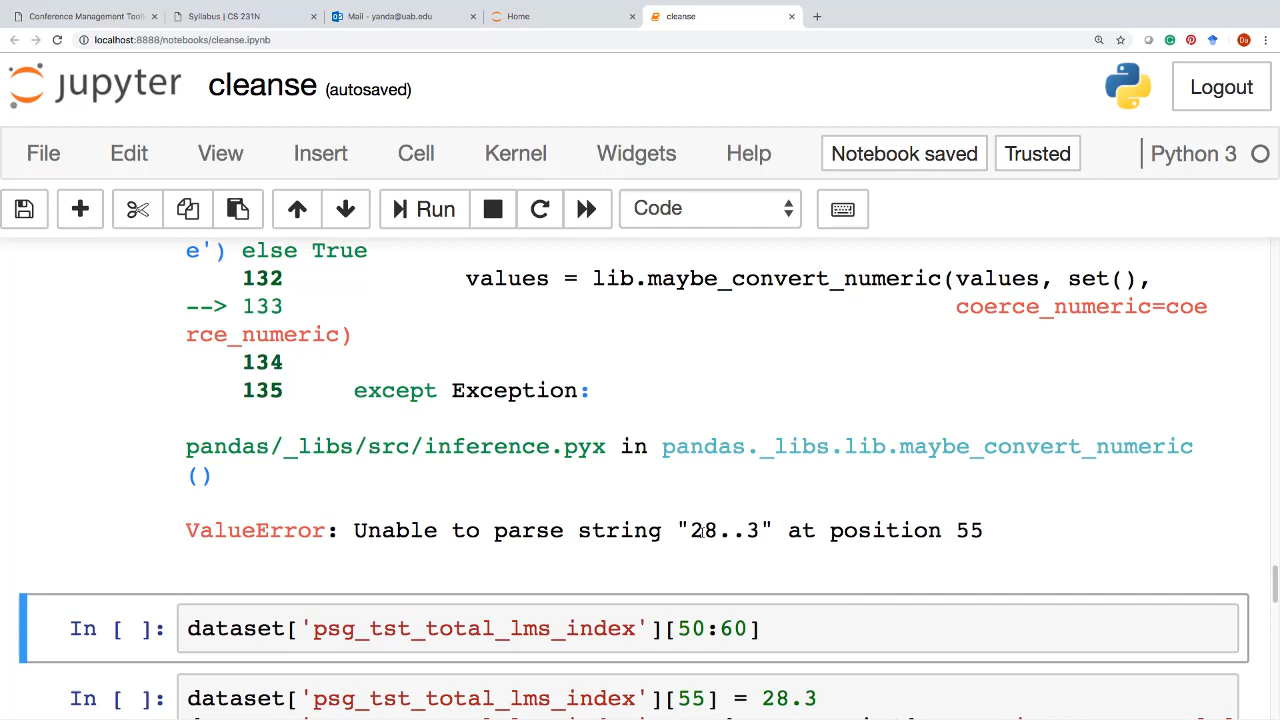 Conference Management Toolk
Syllabus | CS 231N
Mail - yanda@uab.edu
Home
cleanse
localhost:8888/notebooks/cleanse.ipynb
Da
jupyter
cleanse (autosaved)
Logout
File Edit View Insert Cell Kernel Widgets Help
Notebook saved
Trusted
Python 3
Run
Code
e') else True
132 values = lib.maybe_convert_numeric(values, set(),
--> 133 coerce_numeric=coe
rce_numeric)
134
135 except Exception:
pandas/_libs/src/inference.pyx in pandas._libs.lib.maybe_convert_numeric
()
ValueError: Unable to parse string "28..3" at position 55
In [ ]: dataset['psg_tst_total_lms_index'][50:60]
In [ ]: dataset['psg_tst_total_lms_index'][55] = 28.3